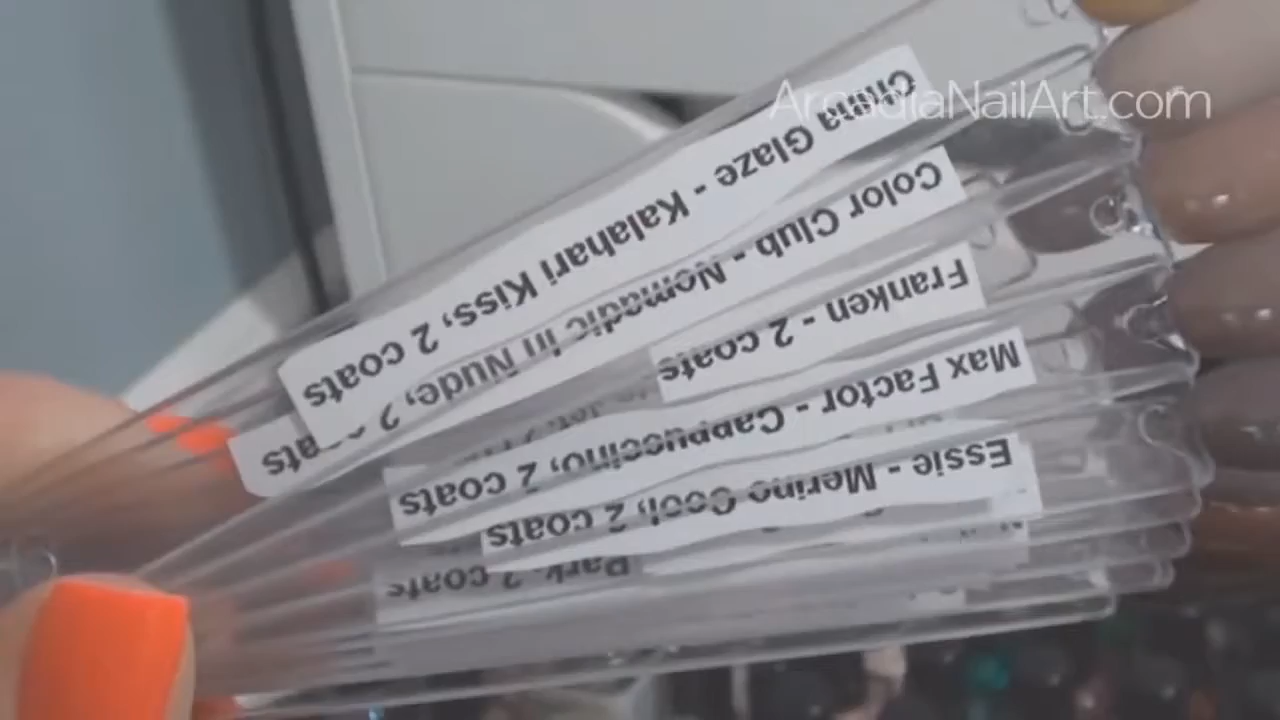 ArcadiaNailArt.com
China Glaze - Kalahari Kiss, 2 coats
Color Club - Nomadic in Nude, 2 coats
Franken - 2 coats
Max Factor - Cappuccino, 2 coats
Essie - Merino Cool, 2 coats
Park, 2 coats